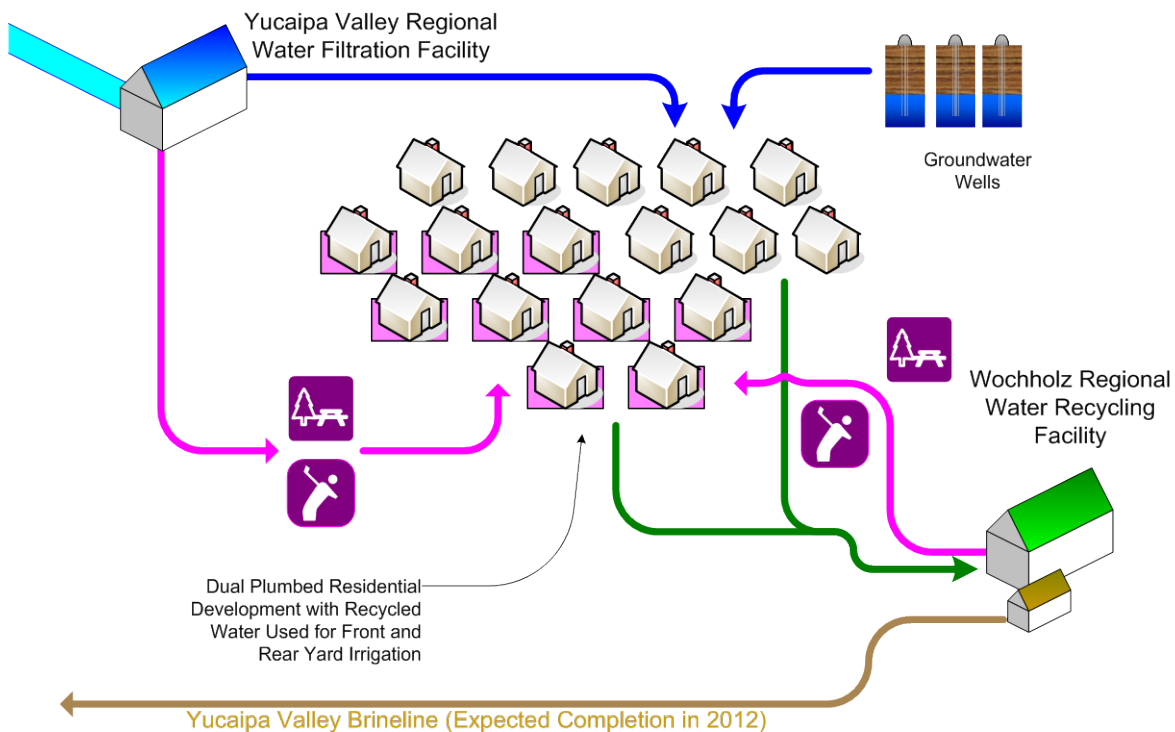 Yucaipa Valley Regional
Water Filtration Facility
Groundwater
Wells
Wochholz Regional
Water Recycling
Facility
Dual Plumbed Residential
Development with Recycled
Water Used for Front and
Rear Yard Irrigation
Yucaipa Valley Brineline (Expected Completion in 2012)